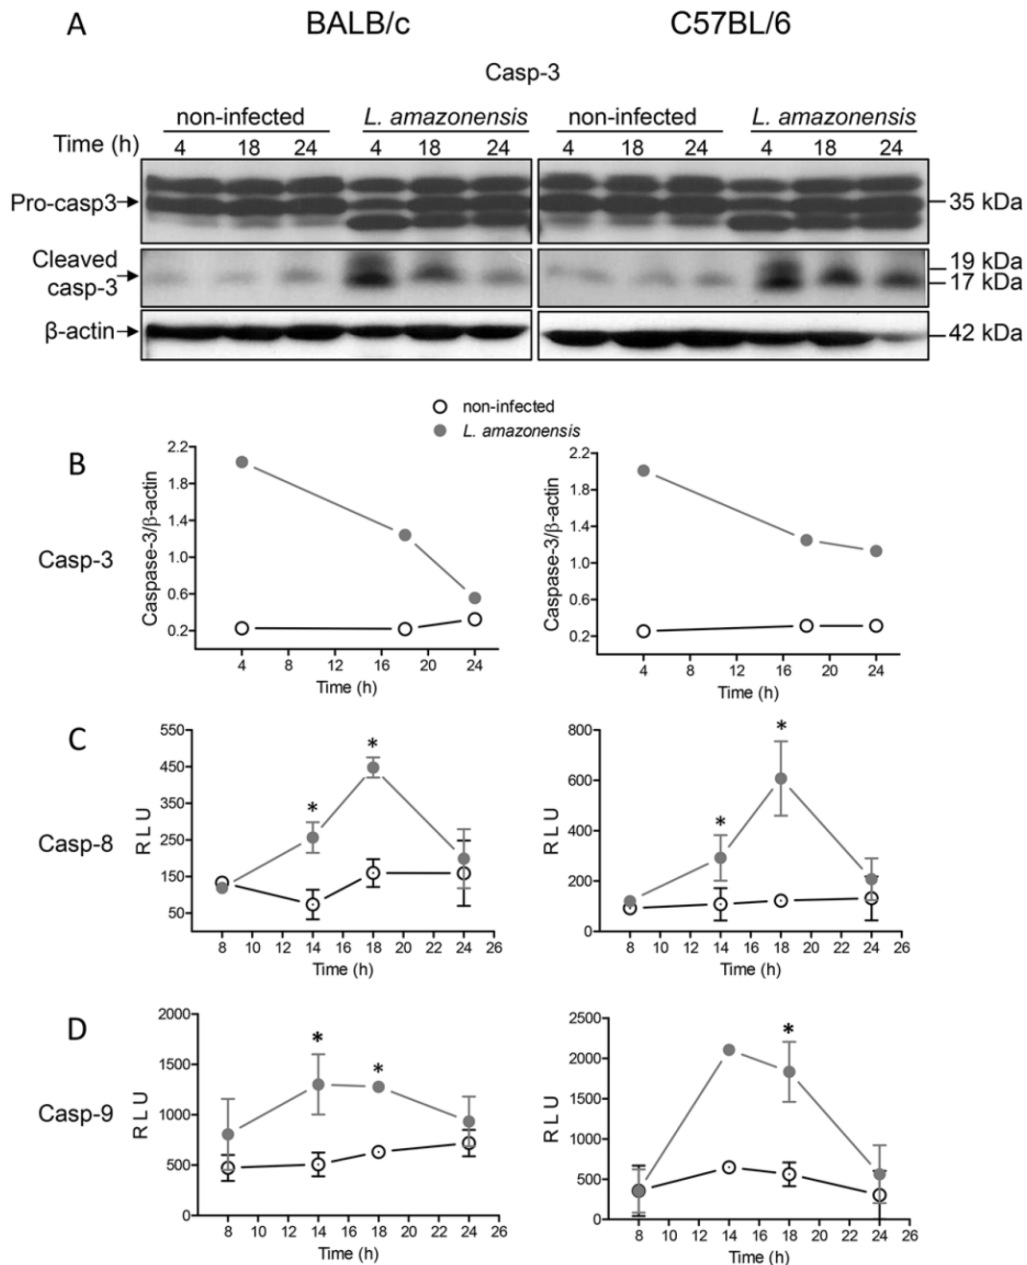 A BALB/c C57BL/6
Casp-3
non-infected L. amazonensis non-infected L. amazonensis
Time (h) 4 18 24 4 18 24 4 18 24 4 18 24
Pro-casp3 35 kDa
Cleaved 19 kDa
casp-3 17 kDa
β-actin 42 kDa
non-infected
L. amazonensis
B
Casp-3
Caspase-3/β-actin
2.2
1.8
1.4
1.0
0.6
0.2
4 8 12 16 20 24
Time (h)
Caspase-3/β-actin
2.2
1.8
1.4
1.0
0.6
0.2
4 8 12 16 20 24
Time (h)
C
Casp-8
R L U
550
450
350
250
150
50
* *
8 10 12 14 16 18 20 22 24 26
Time (h)
R L U
800
600
400
200
0
* *
8 10 12 14 16 18 20 22 24 26
Time (h)
D
Casp-9
R L U
2000
1500
1000
500
0
* *
8 10 12 14 16 18 20 22 24 26
Time (h)
R L U
2500
2000
1500
1000
500
0
*
8 10 12 14 16 18 20 22 24 26
Time (h)